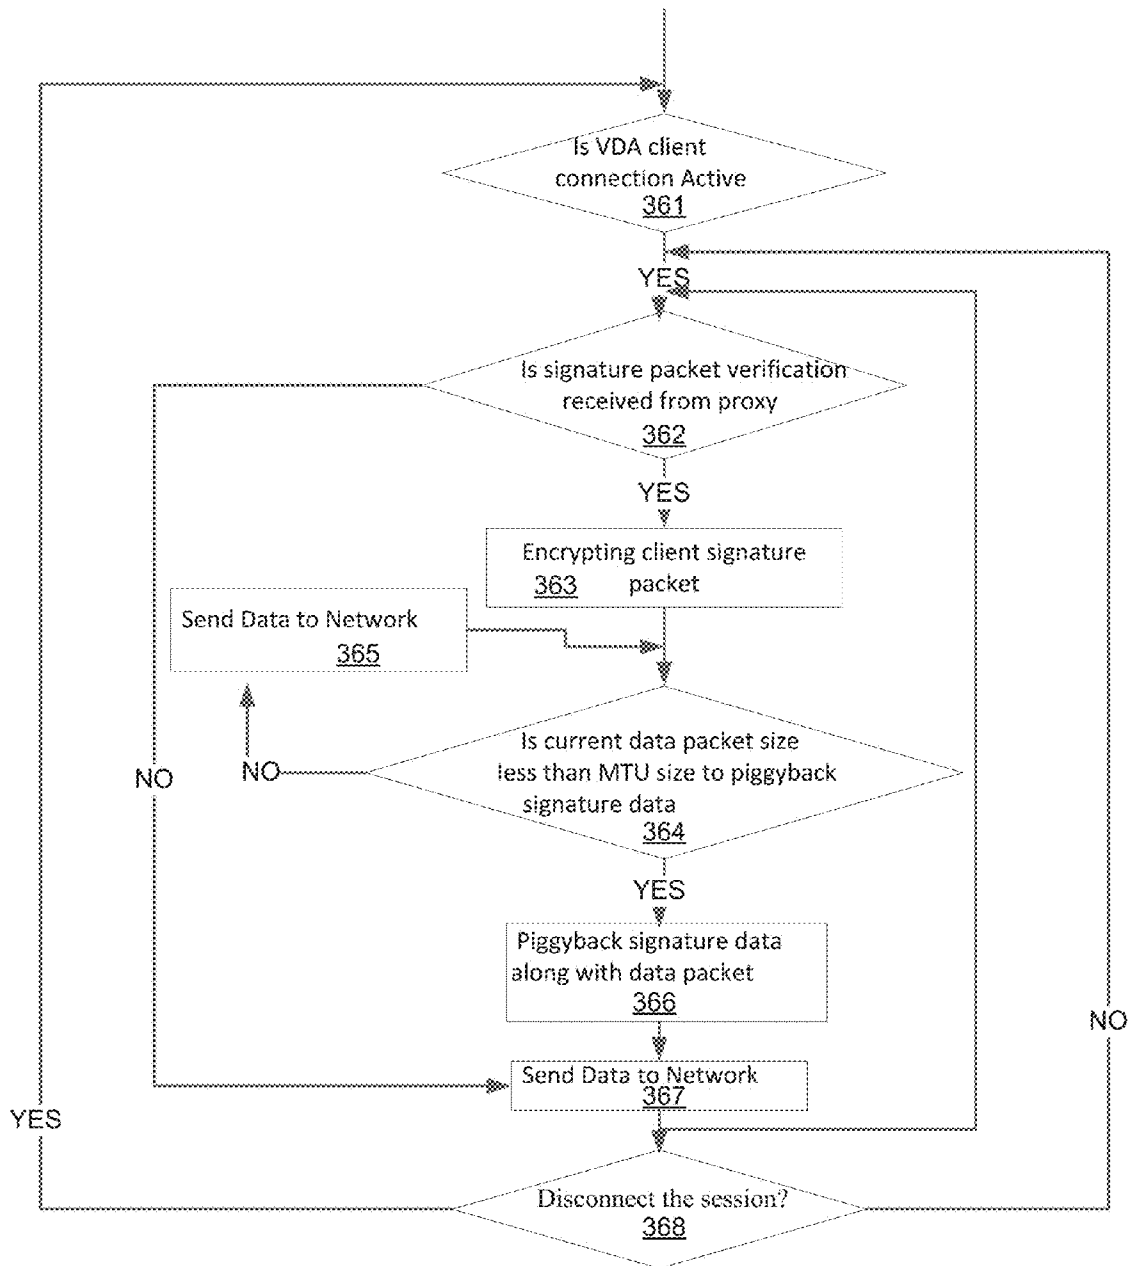 Is VDA client
connection Active
361
YES
Is signature packet verification
received from proxy
362
YES
Encrypting client signature
363 packet
Send Data to Network
365
Is current data packet size
less than MTU size to piggyback
signature data
364
NO
NO
YES
Piggyback signature data
along with data packet
366
NO
Send Data to Network
367
YES
Disconnect the session?
368